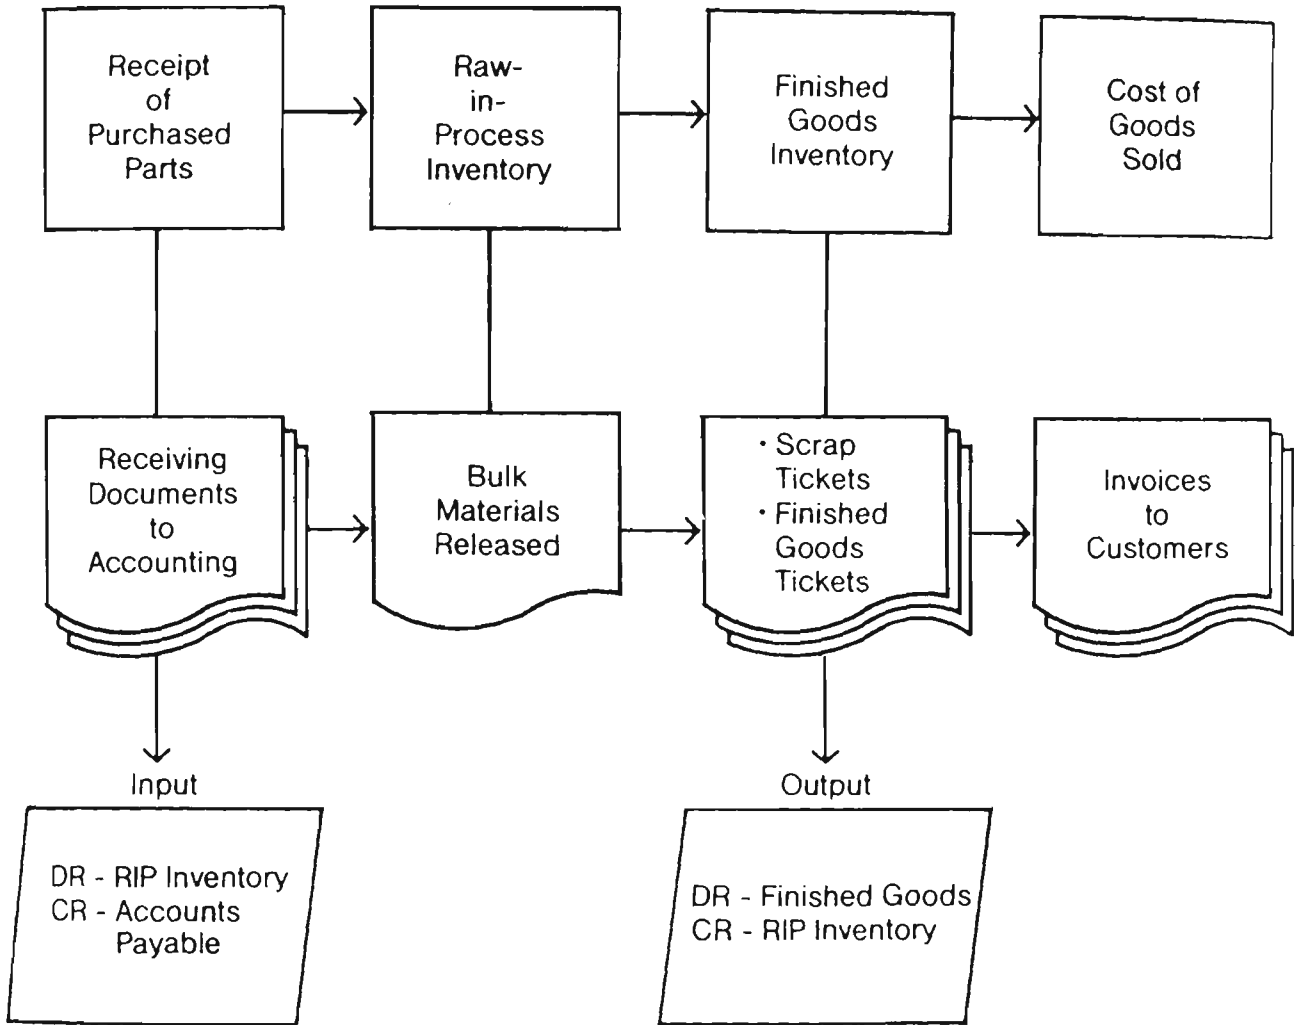 Receipt
of
Purchased
Parts
Raw-
in-
Process
Inventory
Finished
Goods
Inventory
Cost of
Goods
Sold
Receiving
Documents
to
Accounting
Bulk
Materials
Released
· Scrap
Tickets
· Finished
Goods
Tickets
Invoices
to
Customers
Input
DR - RIP Inventory
CR - Accounts
Payable
Output
DR - Finished Goods
CR - RIP Inventory